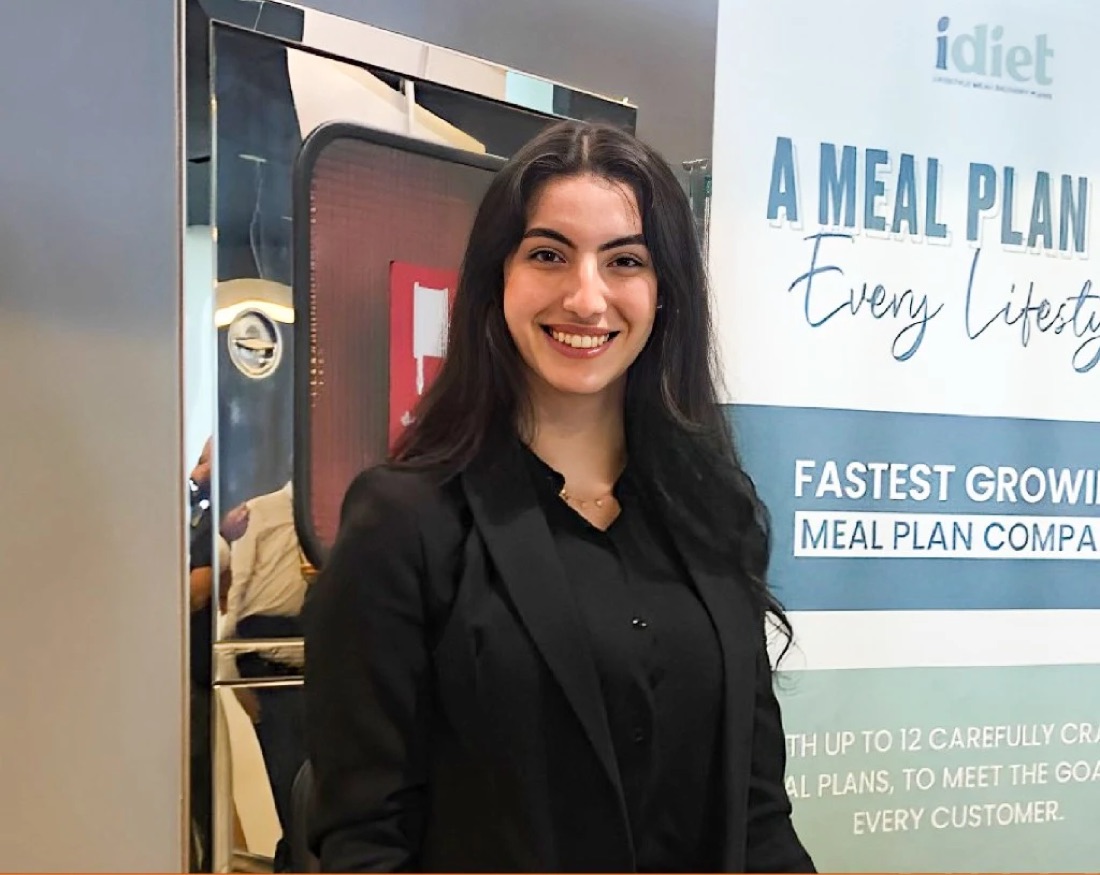 idiet
A MEAL PLAN
Every Lifesty
FASTEST GROWI
MEAL PLAN COMPA
TH UP TO 12 CAREFULLY CRA
AL PLANS, TO MEET THE GOA
EVERY CUSTOMER.